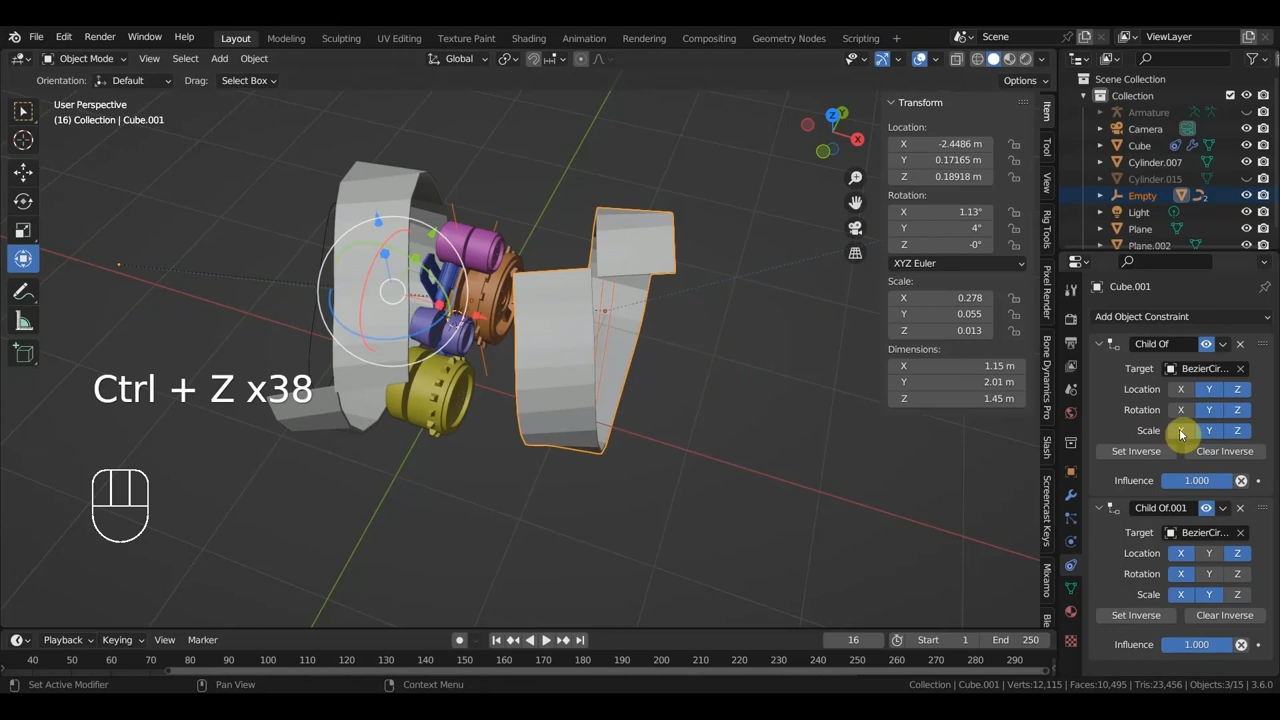 File Edit Render Window Help Layout Modeling Sculpting UV Editing Texture Paint Shading Animation Rendering Compositing Geometry Nodes Scripting + Scene ViewLayer
Object Mode View Select Add Object Global
Orientation: Default Drag: Select Box Options
User Perspective
(16) Collection | Cube.001
Ctrl + Z x38
Transform
Location:
X -2.4486 m
Y 0.17165 m
Z 0.18918 m
Rotation:
X 1.13°
Y 4°
Z -0°
XYZ Euler
Scale:
X 0.278
Y 0.055
Z 0.013
Dimensions:
X 1.15 m
Y 2.01 m
Z 1.45 m
Z
Y
X
Item
Tool
View
Rig Tools
Pixel Render
Bone Dynamics Pro
Slash
Screencast Keys
Mixamo
Scene Collection
Collection
Armature
Camera
Cube
Cylinder.007
Cylinder.015
Empty 2
Light
Plane
Plane.002
Cube.001
Add Object Constraint
Child Of
Target BezierCir...
Location X Y Z
Rotation X Y Z
Scale X Y Z
Set Inverse Clear Inverse
Influence 1.000
Child Of.001
Target BezierCir...
Location X Y Z
Rotation X Y Z
Scale X Y Z
Set Inverse Clear Inverse
Influence 1.000
Playback Keying View Marker 16 Start 1 End 250
40 50 60 70 80 90 100 110 120 130 140 150 160 170 180 190 200 210 220 230 240 250 260 270 280 290
Set Active Modifier Pan View Context Menu Collection | Cube.001 | Verts:12,115 | Faces:10,495 | Tris:23,456 | Objects:3/15 | 3.6.0